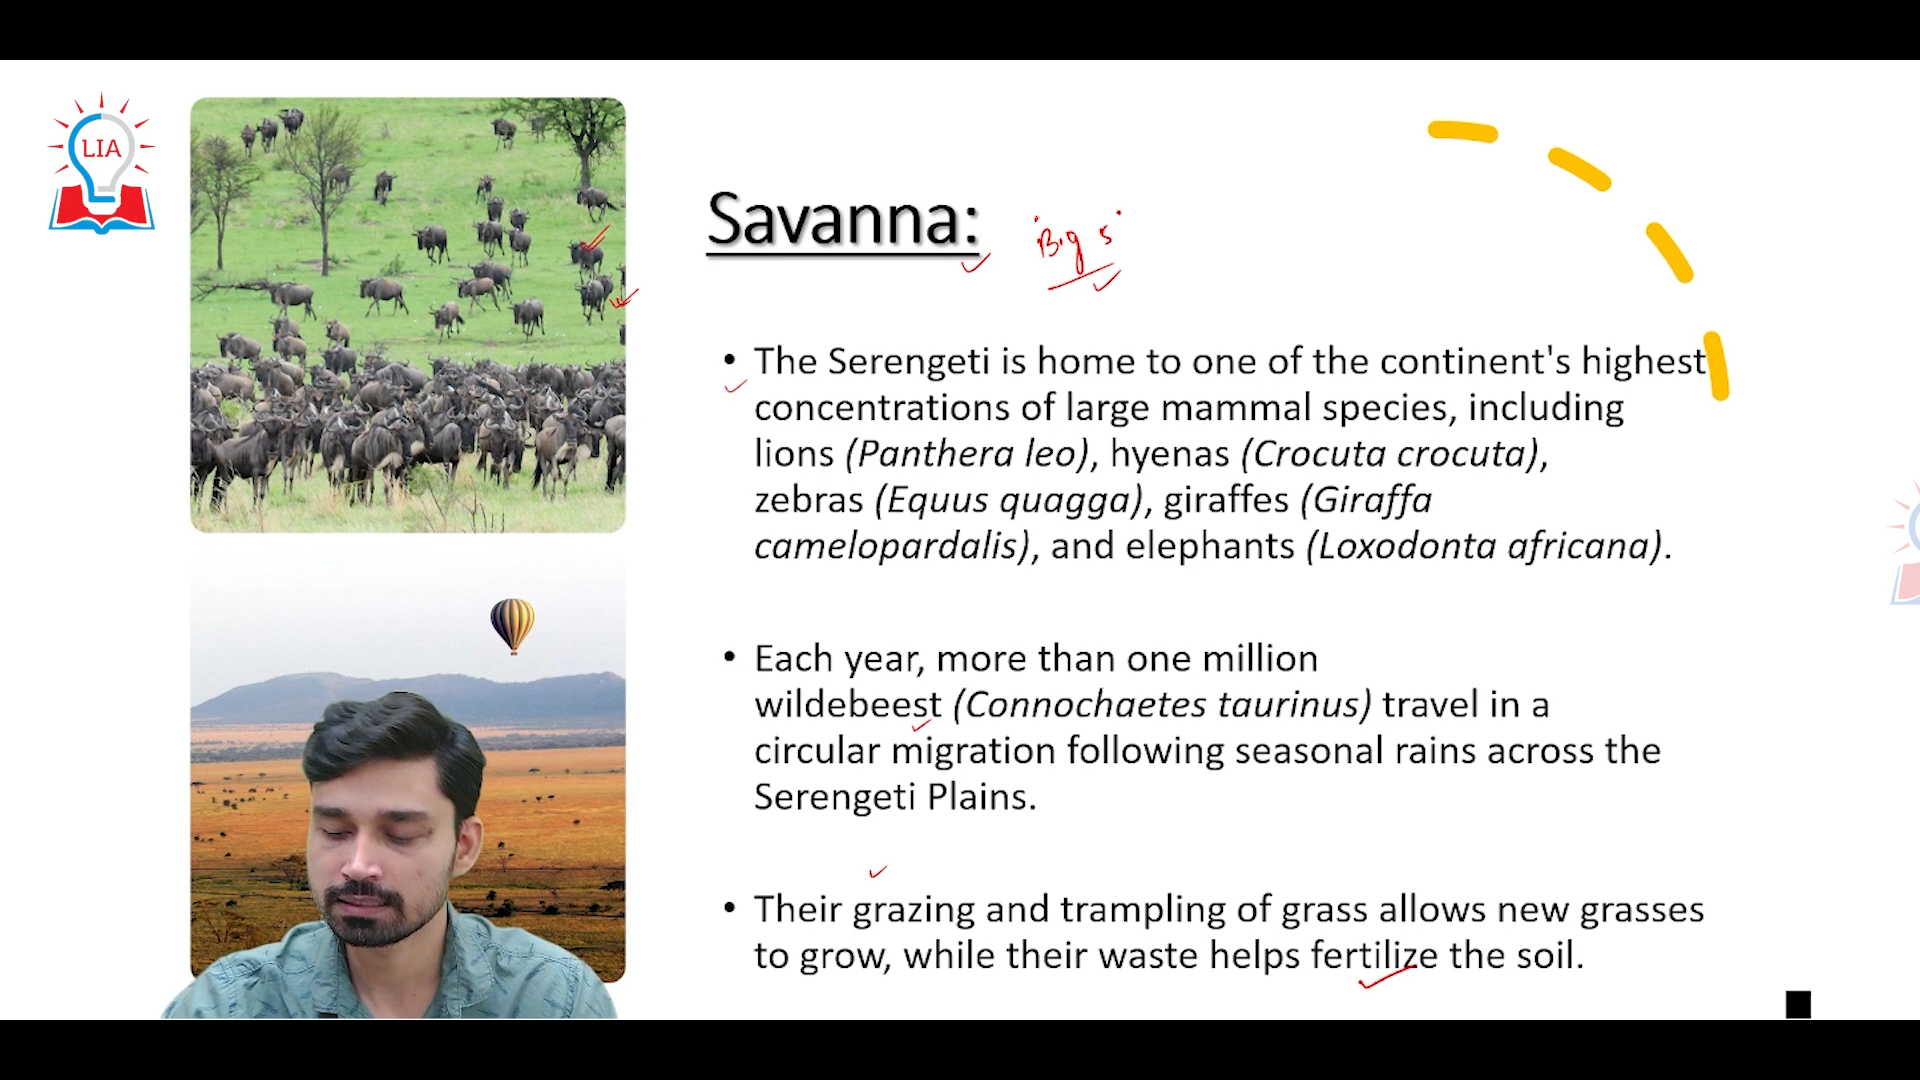 LIA
Savanna:
"Big 5"
• The Serengeti is home to one of the continent's highest
concentrations of large mammal species, including
lions (Panthera leo), hyenas (Crocuta crocuta),
zebras (Equus quagga), giraffes (Giraffa
camelopardalis), and elephants (Loxodonta africana).
• Each year, more than one million
wildebeest (Connochaetes taurinus) travel in a
circular migration following seasonal rains across the
Serengeti Plains.
• Their grazing and trampling of grass allows new grasses
to grow, while their waste helps fertilize the soil.